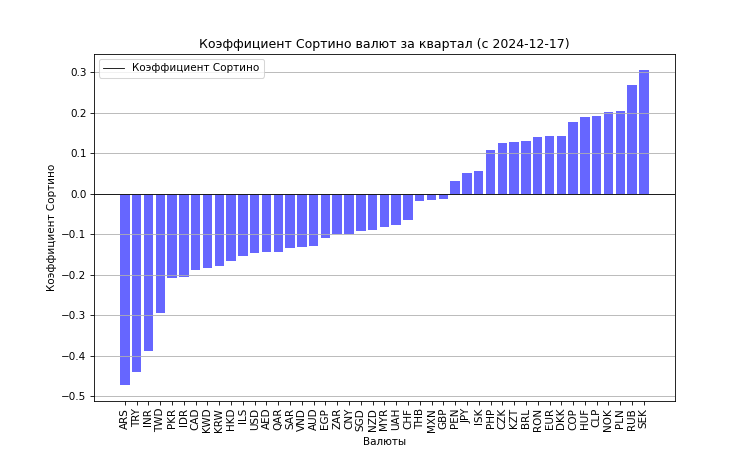 Коэффициент Сортино валют за квартал (с 2024-12-17)
Коэффициент Сортино
Коэффициент Сортино
0.3
0.2
0.1
0.0
−0.1
−0.2
−0.3
−0.4
−0.5
ARS
TRY
INR
TWD
PKR
IDR
CAD
KWD
KRW
HKD
ILS
USD
AED
QAR
SAR
VND
AUD
EGP
ZAR
CNY
SGD
NZD
MYR
UAH
CHF
THB
MXN
GBP
PEN
JPY
ISK
PHP
CZK
KZT
BRL
RON
EUR
DKK
COP
HUF
CLP
NOK
PLN
RUB
SEK
Валюты